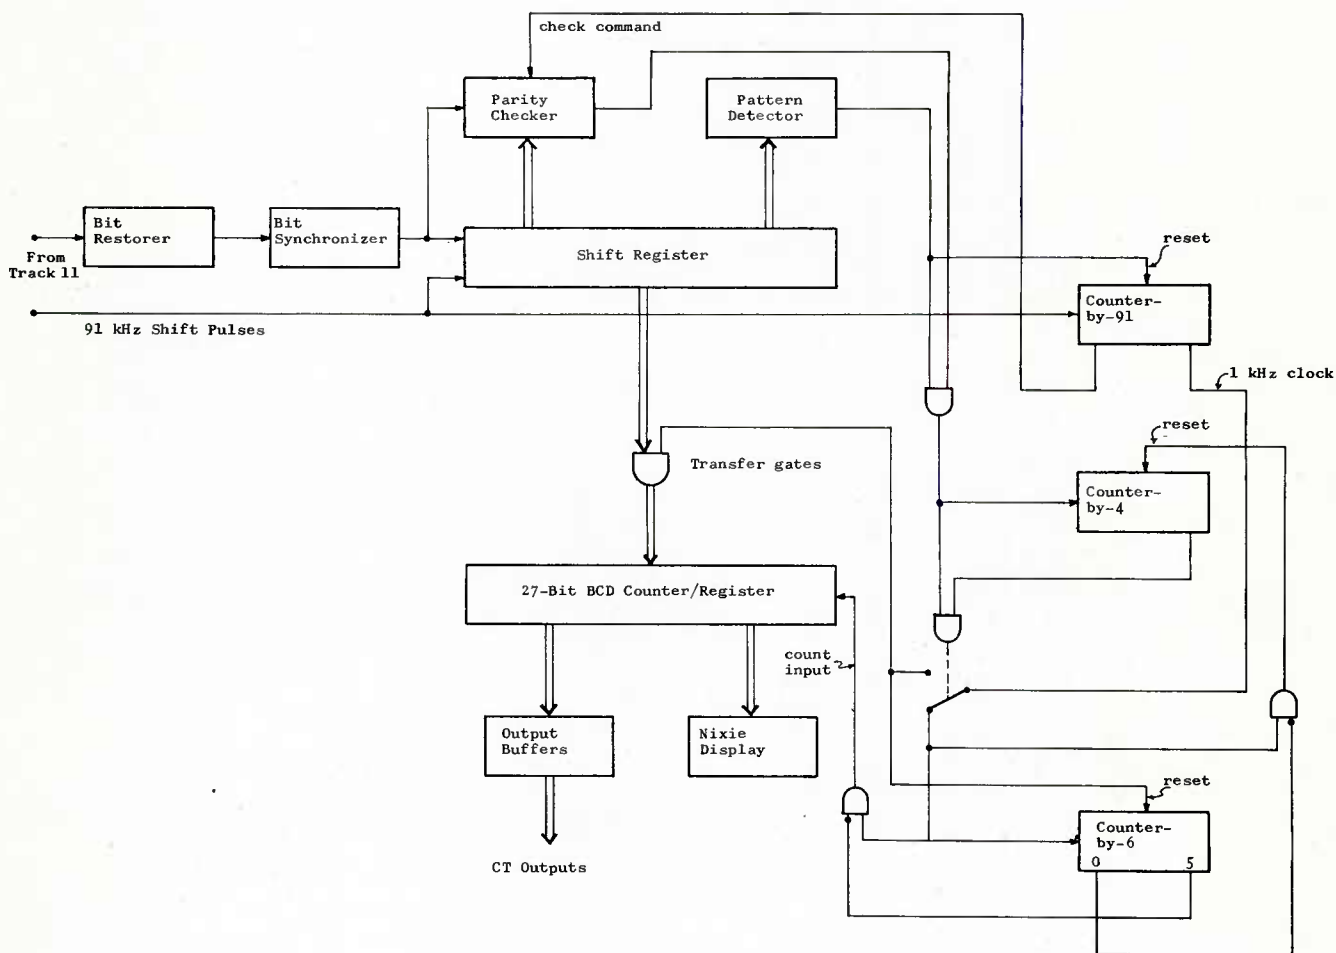 check command
Parity
Checker
Pattern
Detector
Bit
Restorer
Bit
Synchronizer
Shift Register
reset
From
Track 11
91 kHz Shift Pulses
Counter-
by-91
1 kHz clock
reset
Transfer gates
Counter-
by-4
27-Bit BCD Counter/Register
count
input
Output
Buffers
Nixie
Display
reset
Counter-
by-6
0 5
CT Outputs